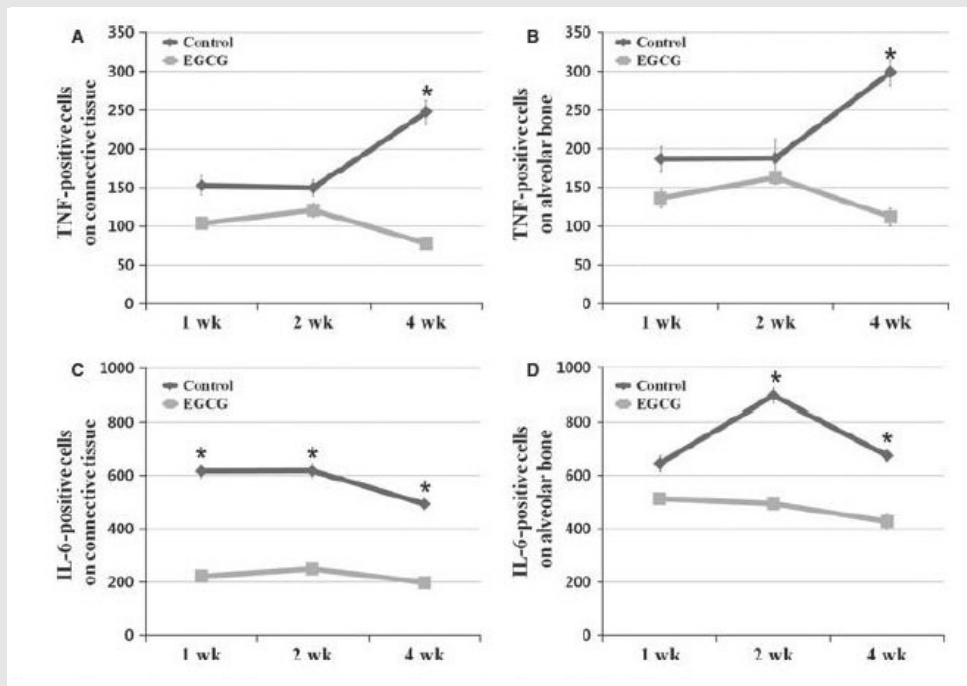 A
Control
EGCG
TNF-positive cells
on connective tissue
350
300
250
200
150
100
50
0
*
1 wk
2 wk
4 wk
B
Control
EGCG
TNF-positive cells
on alveolar bone
350
300
250
200
150
100
50
0
*
1 wk
2 wk
4 wk
C
Control
EGCG
IL-6-positive cells
on connective tissue
1000
800
600
400
200
0
*
*
*
1 wk
2 wk
4 wk
D
Control
EGCG
IL-6-positive cells
on alveolar bone
1000
800
600
400
200
0
*
*
1 wk
2 wk
4 wk